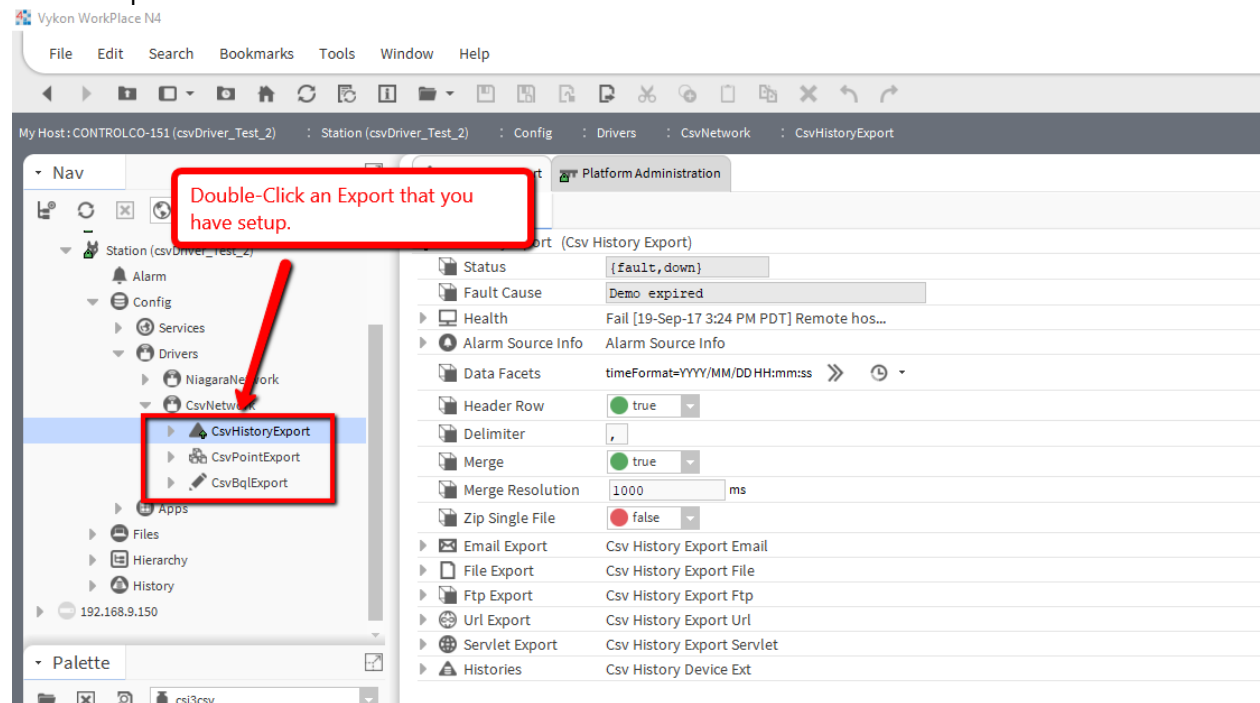 Vykon WorkPlace N4
File Edit Search Bookmarks Tools Window Help
My Host : CONTROLCO-151 (csvDriver_Test_2) : Station (csvDriver_Test_2) : Config : Drivers : CsvNetwork : CsvHistoryExport
Nav
Platform Administration
Double-Click an Export that you
have setup.
Station (csvDriver_Test_2)
Alarm
Config
Services
Drivers
NiagaraNetwork
CsvNetwork
CsvHistoryExport
CsvPointExport
CsvBqlExport
Apps
Files
Hierarchy
History
192.168.9.150
Palette
csi3csv
(Csv History Export)
Status {fault,down}
Fault Cause Demo expired
Health Fail [19-Sep-17 3:24 PM PDT] Remote hos...
Alarm Source Info Alarm Source Info
Data Facets timeFormat=YYYY/MM/DD HH:mm:ss
Header Row true
Delimiter ,
Merge true
Merge Resolution 1000 ms
Zip Single File false
Email Export Csv History Export Email
File Export Csv History Export File
Ftp Export Csv History Export Ftp
Url Export Csv History Export Url
Servlet Export Csv History Export Servlet
Histories Csv History Device Ext